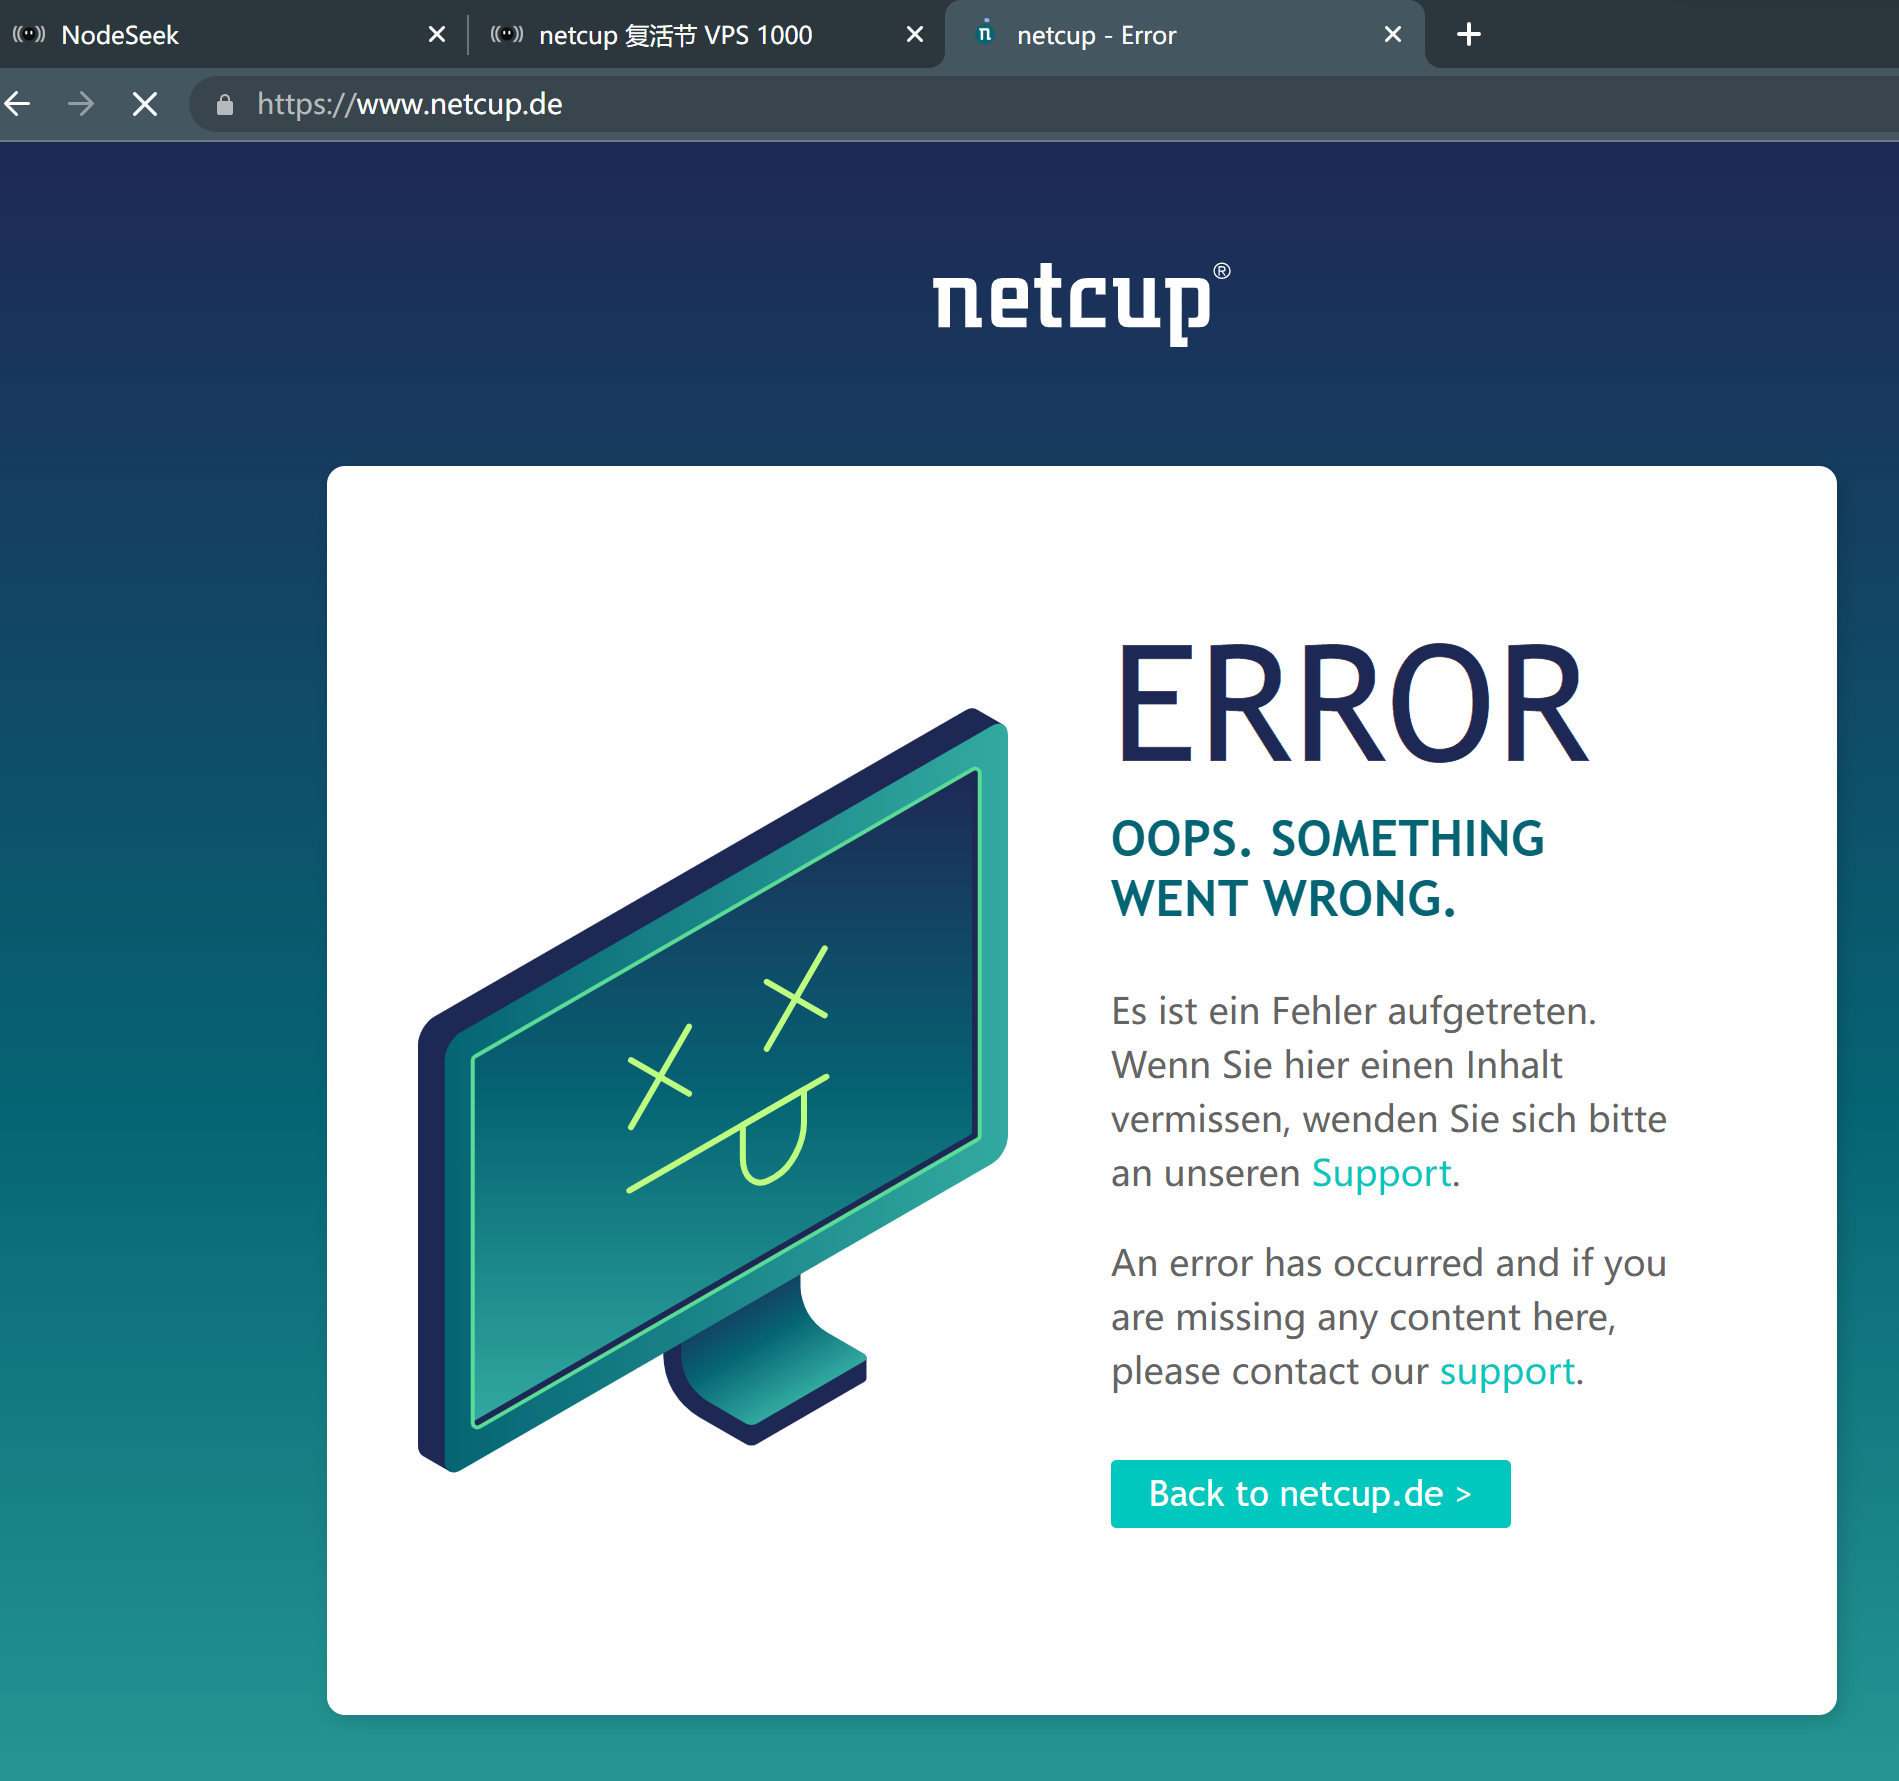 NodeSeek
netcup 复活节 VPS 1000
netcup - Error
https://www.netcup.de
netcup®
ERROR
OOPS. SOMETHING
WENT WRONG.
Es ist ein Fehler aufgetreten.
Wenn Sie hier einen Inhalt
vermissen, wenden Sie sich bitte
an unseren Support.
An error has occurred and if you
are missing any content here,
please contact our support.
Back to netcup.de >